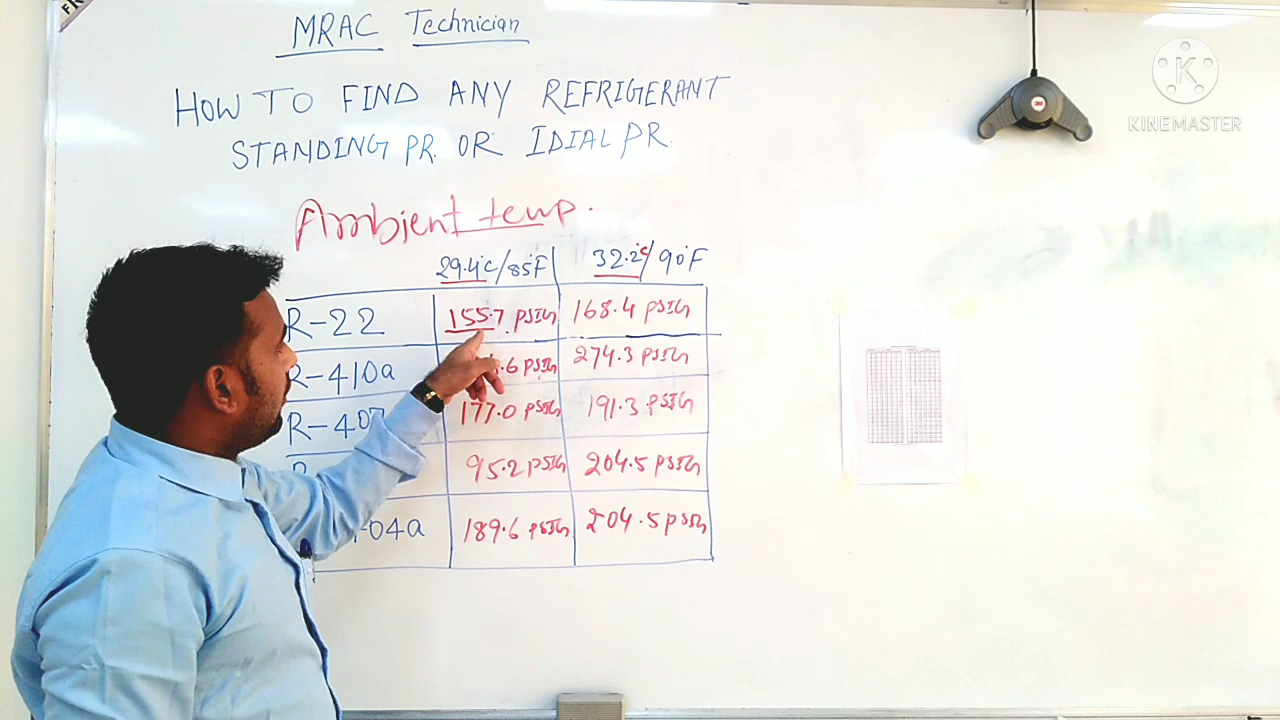 MRAC Technician
HOW TO FIND ANY REFRIGERANT
STANDING PR. OR IDIAL PR.
Ambient temp.
29.4°C/85°F 32.2°C/90°F
R-22 155.7 PSIG 168.4 PSIG
R-410a .6 PSIG 274.3 PSIG
R-407 177.0 PSIG 191.3 PSIG
95.2 PSIG 204.5 PSIG
04a 189.6 PSIG 204.5 PSIG
3M
K
KINEMASTER